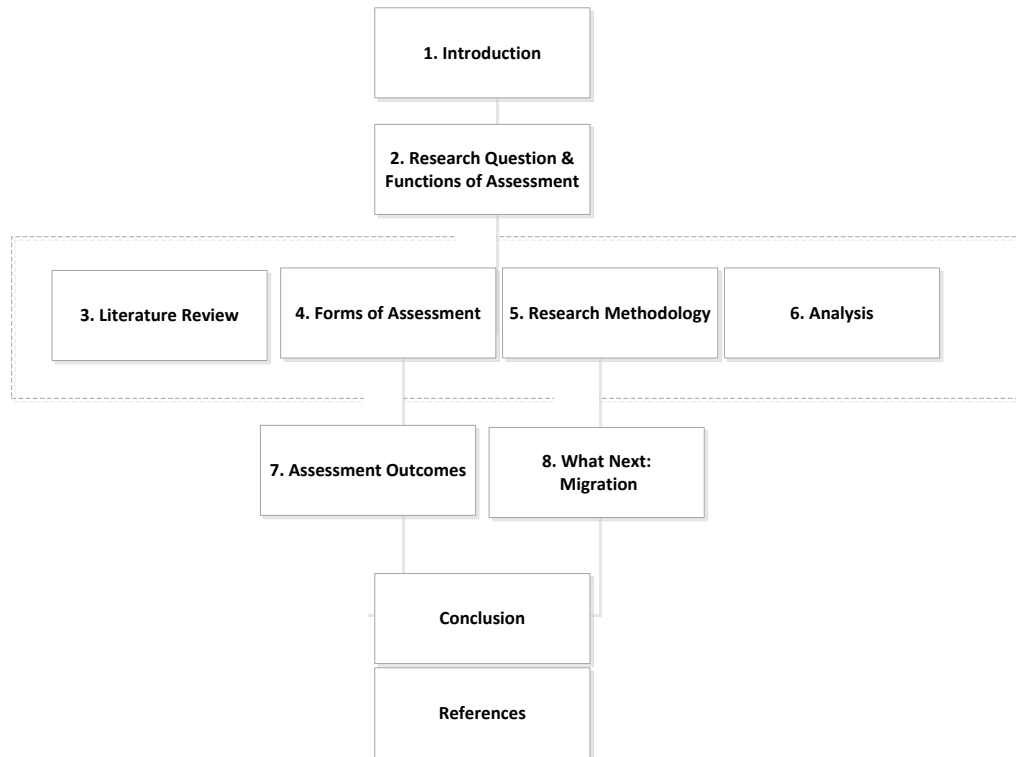 1. Introduction
2. Research Question &
Functions of Assessment
3. Literature Review
4. Forms of Assessment
5. Research Methodology
6. Analysis
7. Assessment Outcomes
8. What Next:
Migration
Conclusion
References